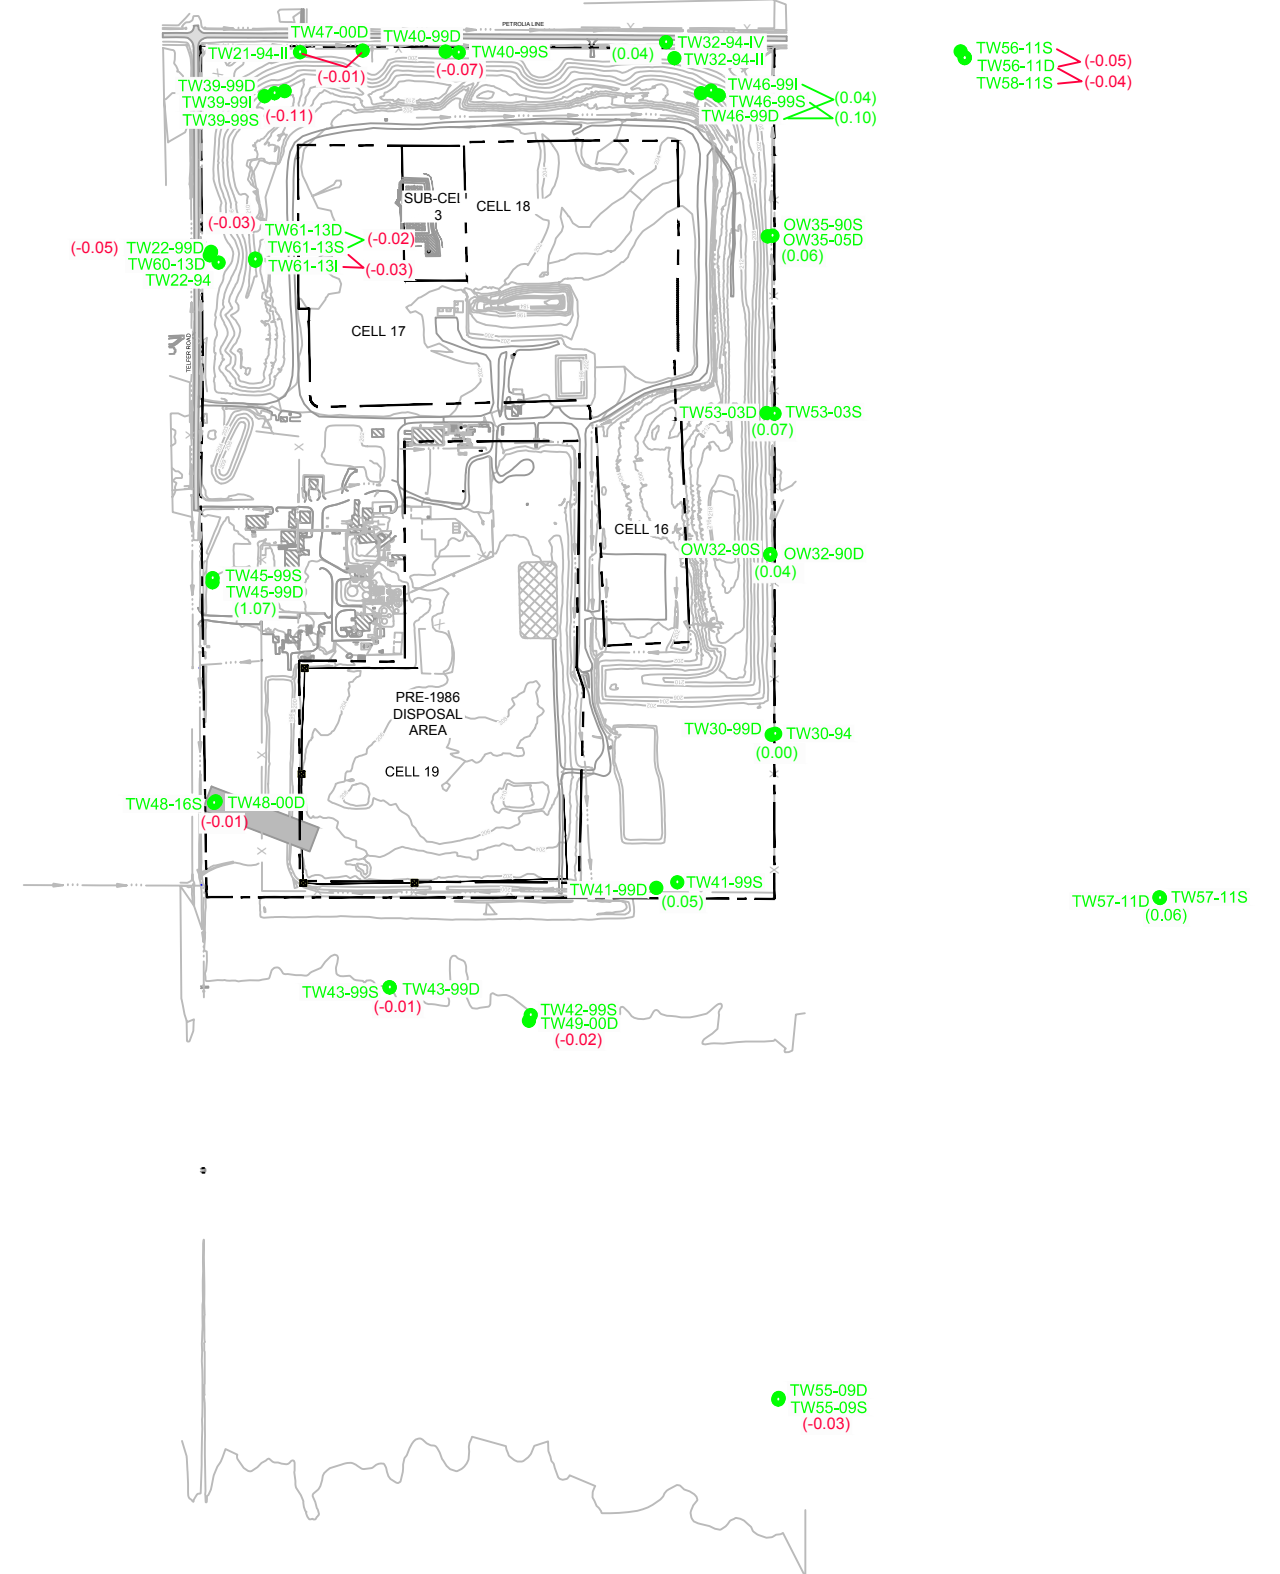 PETROLIA LINE
TW47-00D
TW40-99D
TW21-94-II
TW40-99S
(-0.01)
(-0.07)
TW32-94-IV
(0.04)
TW32-94-II
TW56-11S
TW56-11D
TW58-11S
(-0.05)
(-0.04)
TW39-99D
TW39-99I
TW39-99S
(-0.11)
TW46-99I
TW46-99S
TW46-99D
(0.04)
(0.10)
SUB-CEL
3
CELL 18
(-0.03)
TW61-13D
TW61-13S
TW61-13I
(-0.02)
(-0.03)
(-0.05)
TW22-99D
TW60-13D
TW22-94
OW35-90S
OW35-05D
(0.06)
CELL 17
TELFER ROAD
TW53-03D
TW53-03S
(0.07)
CELL 16
OW32-90S
OW32-90D
(0.04)
TW45-99S
TW45-99D
(1.07)
PRE-1986
DISPOSAL
AREA
CELL 19
TW30-99D
TW30-94
(0.00)
TW48-16S
TW48-00D
(-0.01)
TW41-99D
TW41-99S
(0.05)
TW57-11D
TW57-11S
(0.06)
TW43-99S
TW43-99D
(-0.01)
TW42-99S
TW49-00D
(-0.02)
TW55-09D
TW55-09S
(-0.03)